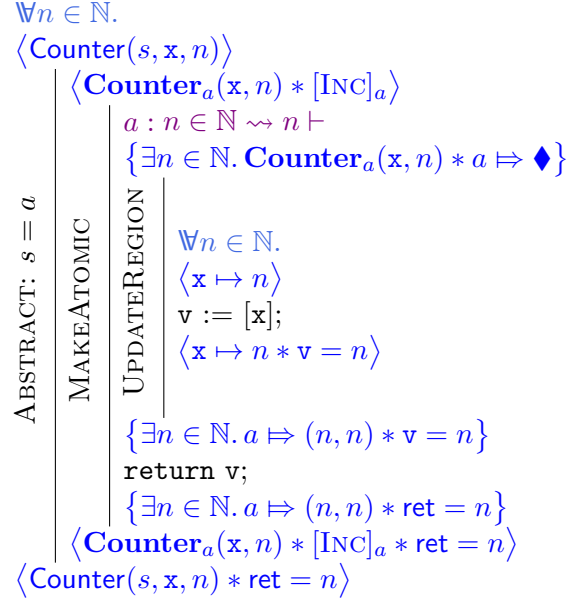 ∀n ∈ ℕ.
⟨Counter(s, x, n)⟩
ABSTRACT: s = a
⟨Counter_a(x, n) ∗ [INC]_a⟩
MAKEATOMIC
a : n ∈ ℕ ⇝ n ⊢
{∃n ∈ ℕ. Counter_a(x, n) ∗ a ⤇ ♦}
UPDATEREGION
∀n ∈ ℕ.
⟨x ↦ n⟩
v := [x];
⟨x ↦ n ∗ v = n⟩
{∃n ∈ ℕ. a ⤇ (n, n) ∗ v = n}
return v;
{∃n ∈ ℕ. a ⤇ (n, n) ∗ ret = n}
⟨Counter_a(x, n) ∗ [INC]_a ∗ ret = n⟩
⟨Counter(s, x, n) ∗ ret = n⟩